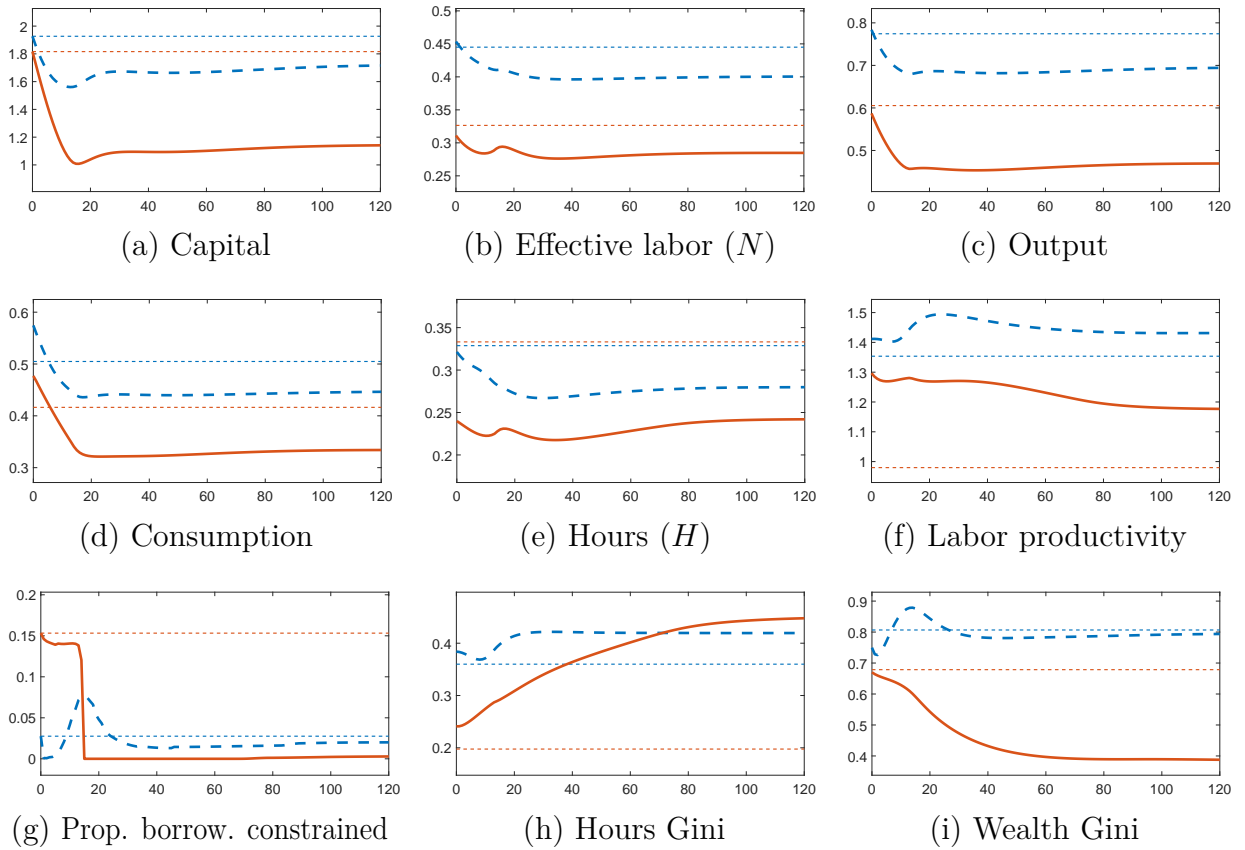 2
1.8
1.6
1.4
1.2
1
0 20 40 60 80 100 120
(a) Capital
0.5
0.45
0.4
0.35
0.3
0.25
0 20 40 60 80 100 120
(b) Effective labor (N)
0.8
0.7
0.6
0.5
0 20 40 60 80 100 120
(c) Output
0.6
0.5
0.4
0.3
0 20 40 60 80 100 120
(d) Consumption
0.35
0.3
0.25
0.2
0 20 40 60 80 100 120
(e) Hours (H)
1.5
1.4
1.3
1.2
1.1
1
0 20 40 60 80 100 120
(f) Labor productivity
0.2
0.15
0.1
0.05
0
0 20 40 60 80 100 120
(g) Prop. borrow. constrained
0.4
0.3
0.2
0 20 40 60 80 100 120
(h) Hours Gini
0.9
0.8
0.7
0.6
0.5
0.4
0 20 40 60 80 100 120
(i) Wealth Gini